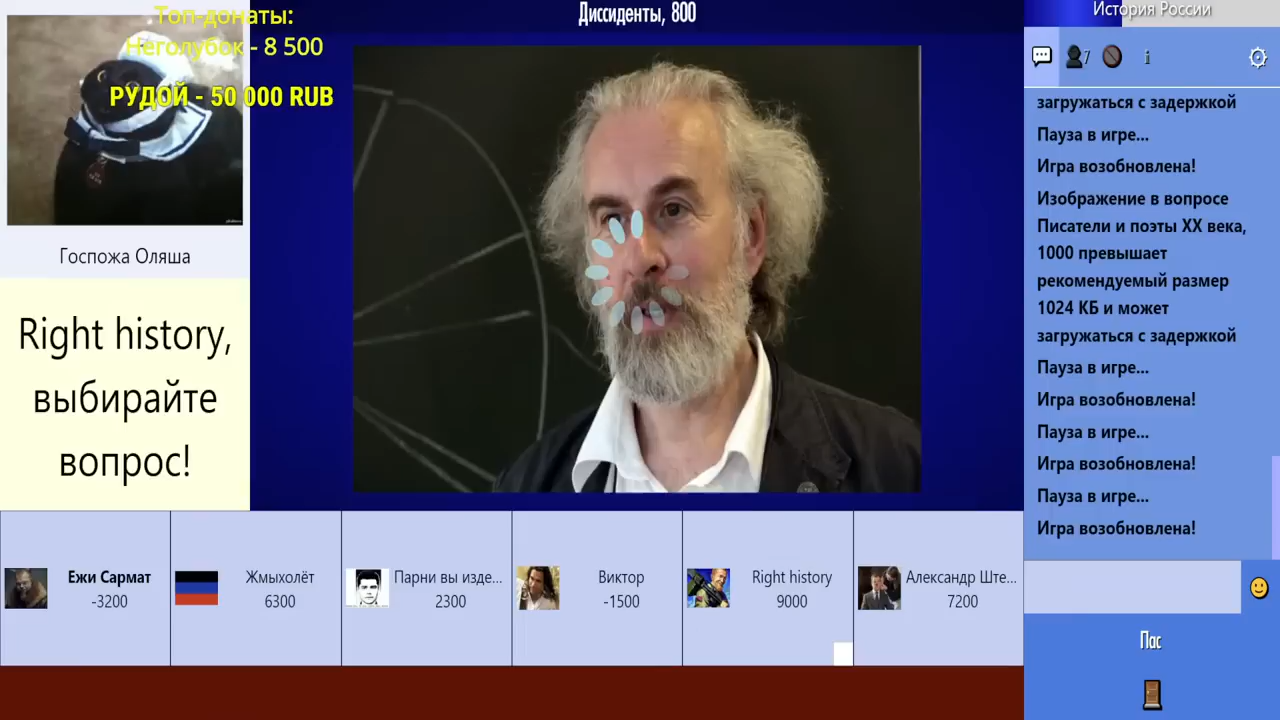 Топ-донаты:
Неголубок - 8 500
РУДОЙ - 50 000 RUB
Госпожа Оляша
Right history,
выбирайте
вопрос!
Диссиденты, 800
История России
7
i
загружаться с задержкой
Пауза в игре...
Игра возобновлена!
Изображение в вопросе
Писатели и поэты XX века,
1000 превышает
рекомендуемый размер
1024 КБ и может
загружаться с задержкой
Пауза в игре...
Игра возобновлена!
Пауза в игре...
Игра возобновлена!
Пауза в игре...
Игра возобновлена!
Пас
Ежи Сармат
-3200
Жмыхолёт
6300
Парни вы изде...
2300
Виктор
-1500
Right history
9000
Александр Ште...
7200